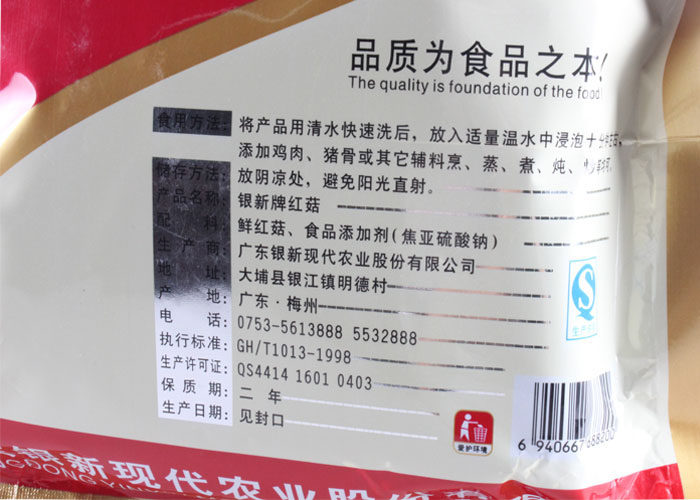 品质为食品之本!
The quality is foundation of the food!
食用方法: 将产品用清水快速洗后,放入适量温水中浸泡十
添加鸡肉、猪骨或其它辅料烹、蒸、煮、炖、
储存方法: 放阴凉处,避免阳光直射。
产品名称: 银新牌红菇
配 料: 鲜红菇、食品添加剂(焦亚硫酸钠)
生 产 商: 广东银新现代农业股份有限公司
地 址: 大埔县银江镇明德村
产 地: 广东·梅州
电 话: 0753-5613888 5532888
执行标准: GH/T1013-1998
生产许可证: QS4414 1601 0403
保 质 期: 二 年
生产日期: 见封口
生产许可
爱护环境
6 940667 688200
银新现代农业股份有